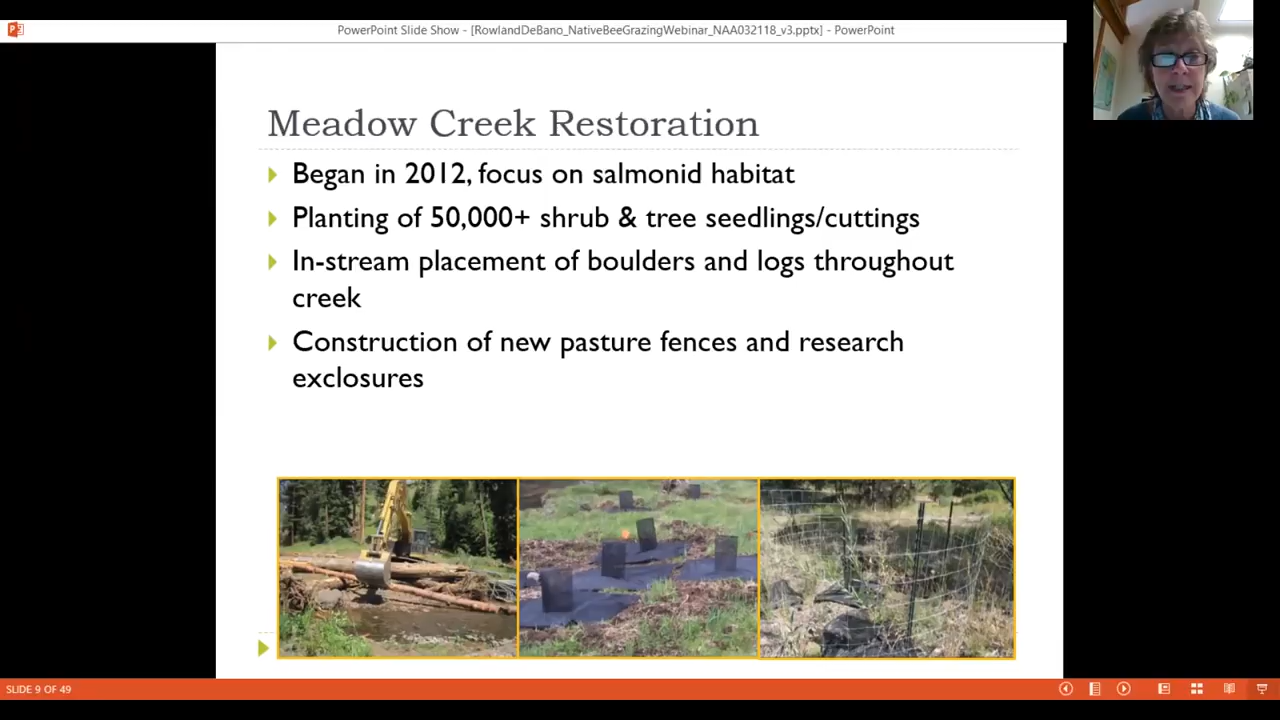 PowerPoint Slide Show - [RowlandDeBano_NativeBeeGrazingWebinar_NAA032118_v3.pptx] - PowerPoint
Meadow Creek Restoration
Began in 2012, focus on salmonid habitat
Planting of 50,000+ shrub & tree seedlings/cuttings
In-stream placement of boulders and logs throughout
creek
Construction of new pasture fences and research
exclosures
SLIDE 9 OF 49